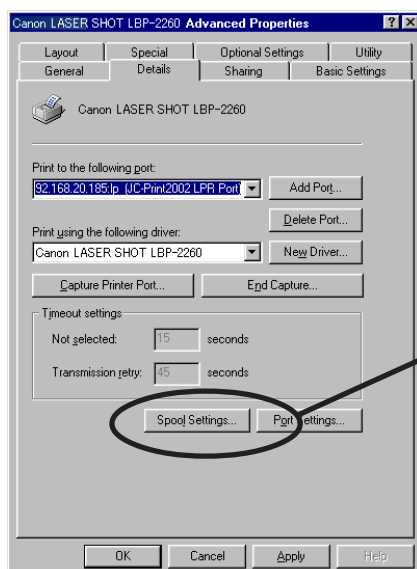 Canon LASER SHOT LBP-2260 Advanced Properties
Layout Special Optional Settings Utility
General Details Sharing Basic Settings
Canon LASER SHOT LBP-2260
Print to the following port:
92.168.20.185:lp (JC-Print2002 LPR Port)
Add Port...
Delete Port...
Print using the following driver:
Canon LASER SHOT LBP-2260
New Driver...
Capture Printer Port... End Capture...
Timeout settings
Not selected: 15 seconds
Transmission retry: 45 seconds
Spool Settings... Port Settings...
OK Cancel Apply Help